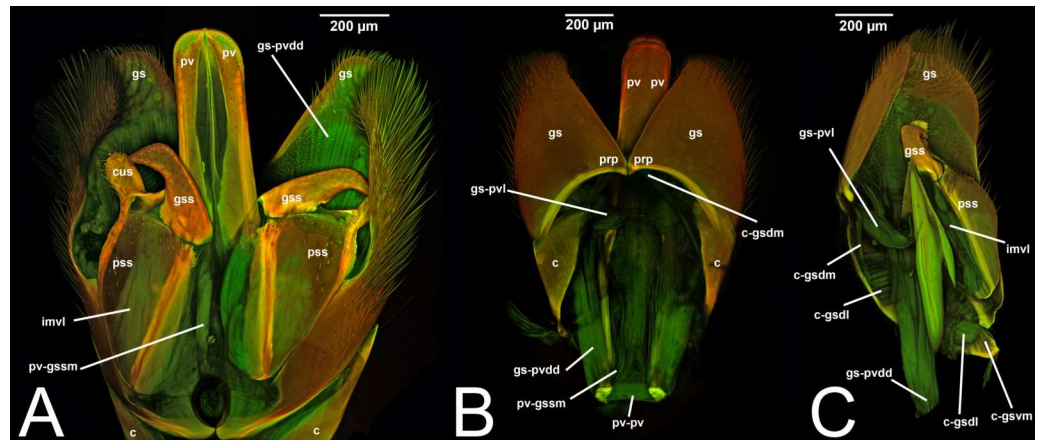 200 µm
pv pv
gs-pvdd
gs
gs
cus
gss
gss
pss
pss
imvl
pv-gssm
c
c
A
200 µm
pv pv
gs
gs
prp prp
gs-pvl
c-gsdm
c
c
gs-pvdd
pv-gssm
pv-pv
B
200 µm
gs
gs-pvl
gss
pss
c-gsdm
imvl
c-gsdl
gs-pvdd
c-gsdl
c-gsvm
C